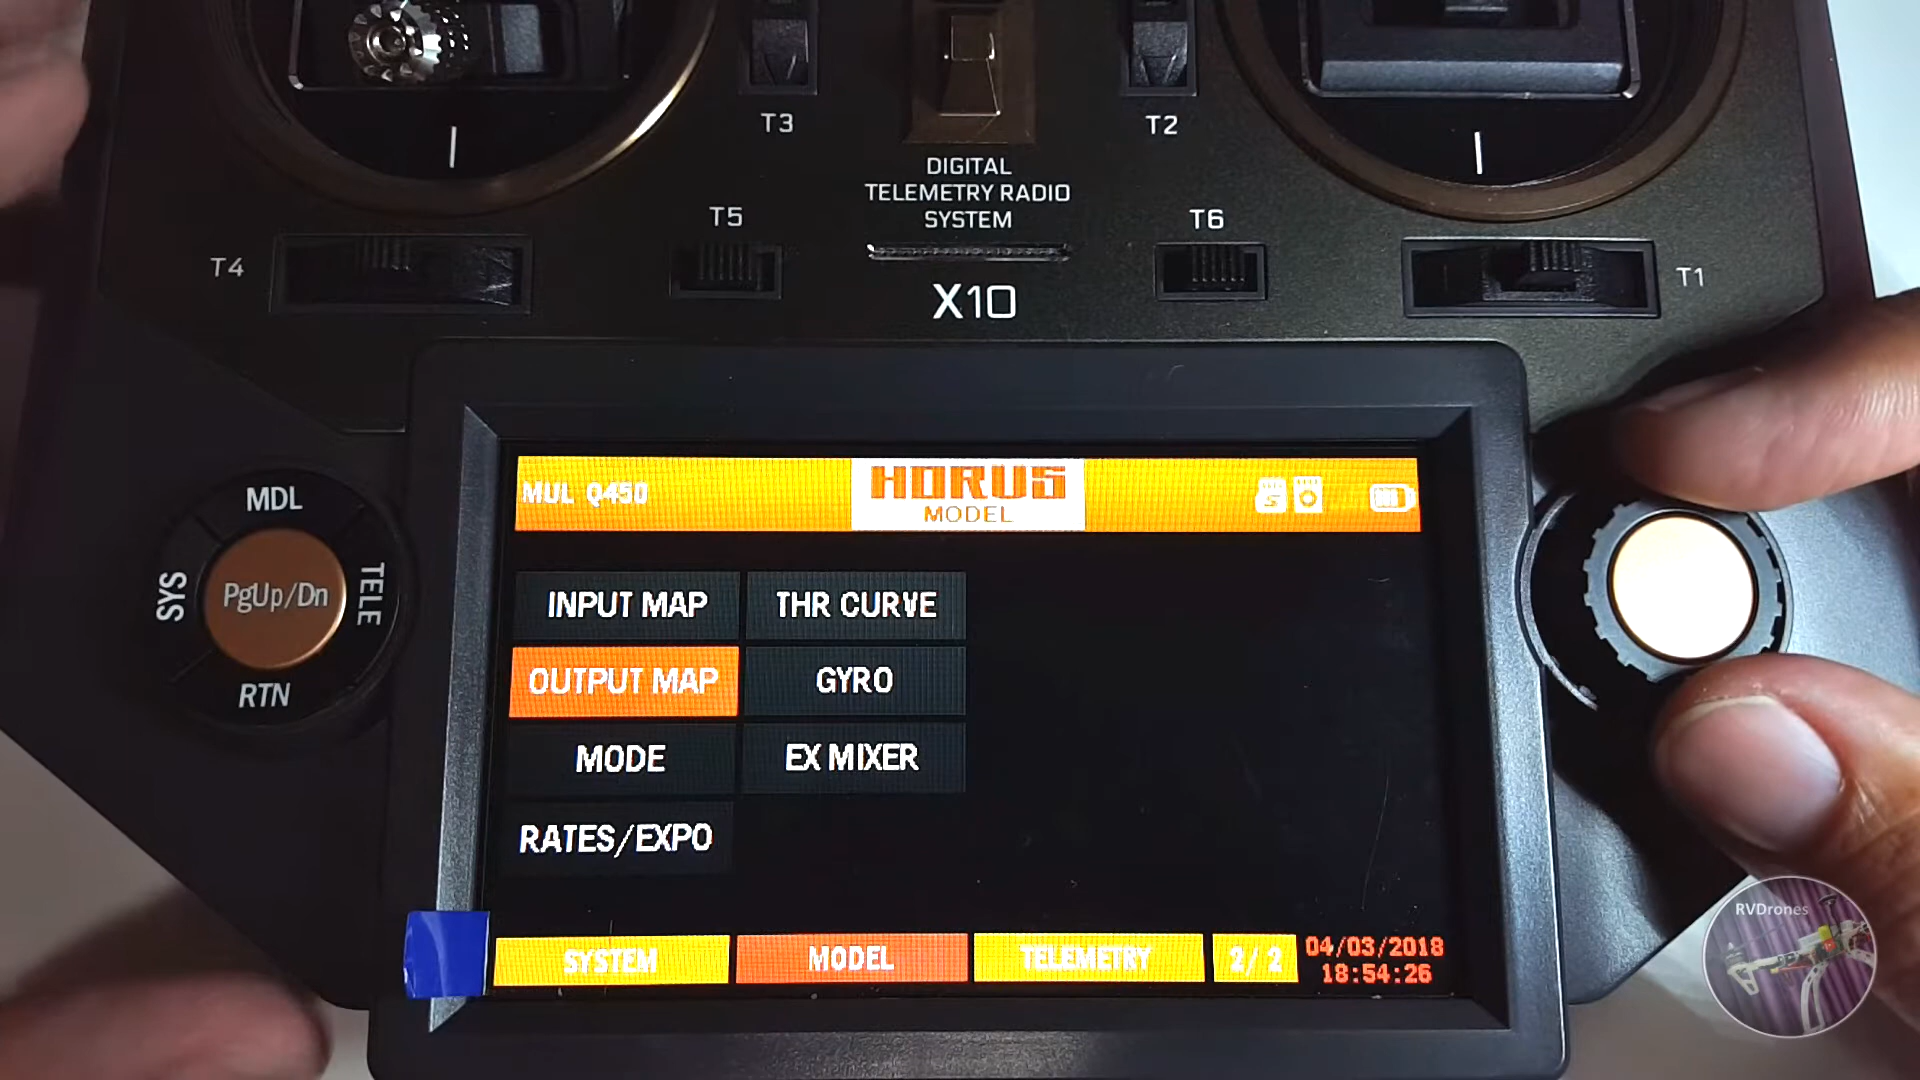 T3
T2
DIGITAL
TELEMETRY RADIO
SYSTEM
T5
T6
T4
T1
X10
MDL
SYS
PgUp/Dn
TELE
RTN
MUL Q450
HORUS
MODEL
INPUT MAP
THR CURVE
OUTPUT MAP
GYRO
MODE
EX MIXER
RATES/EXPO
SYSTEM
MODEL
TELEMETRY
2/2
04/03/2018
18:54:26
RVDrones